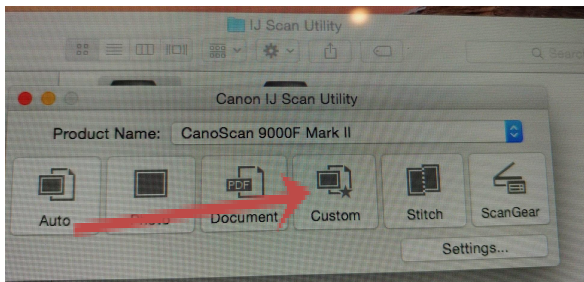 IJ Scan Utility
Search
Canon IJ Scan Utility
Product Name: CanoScan 9000F Mark II
PDF
Auto Document Custom Stitch ScanGear
Settings...